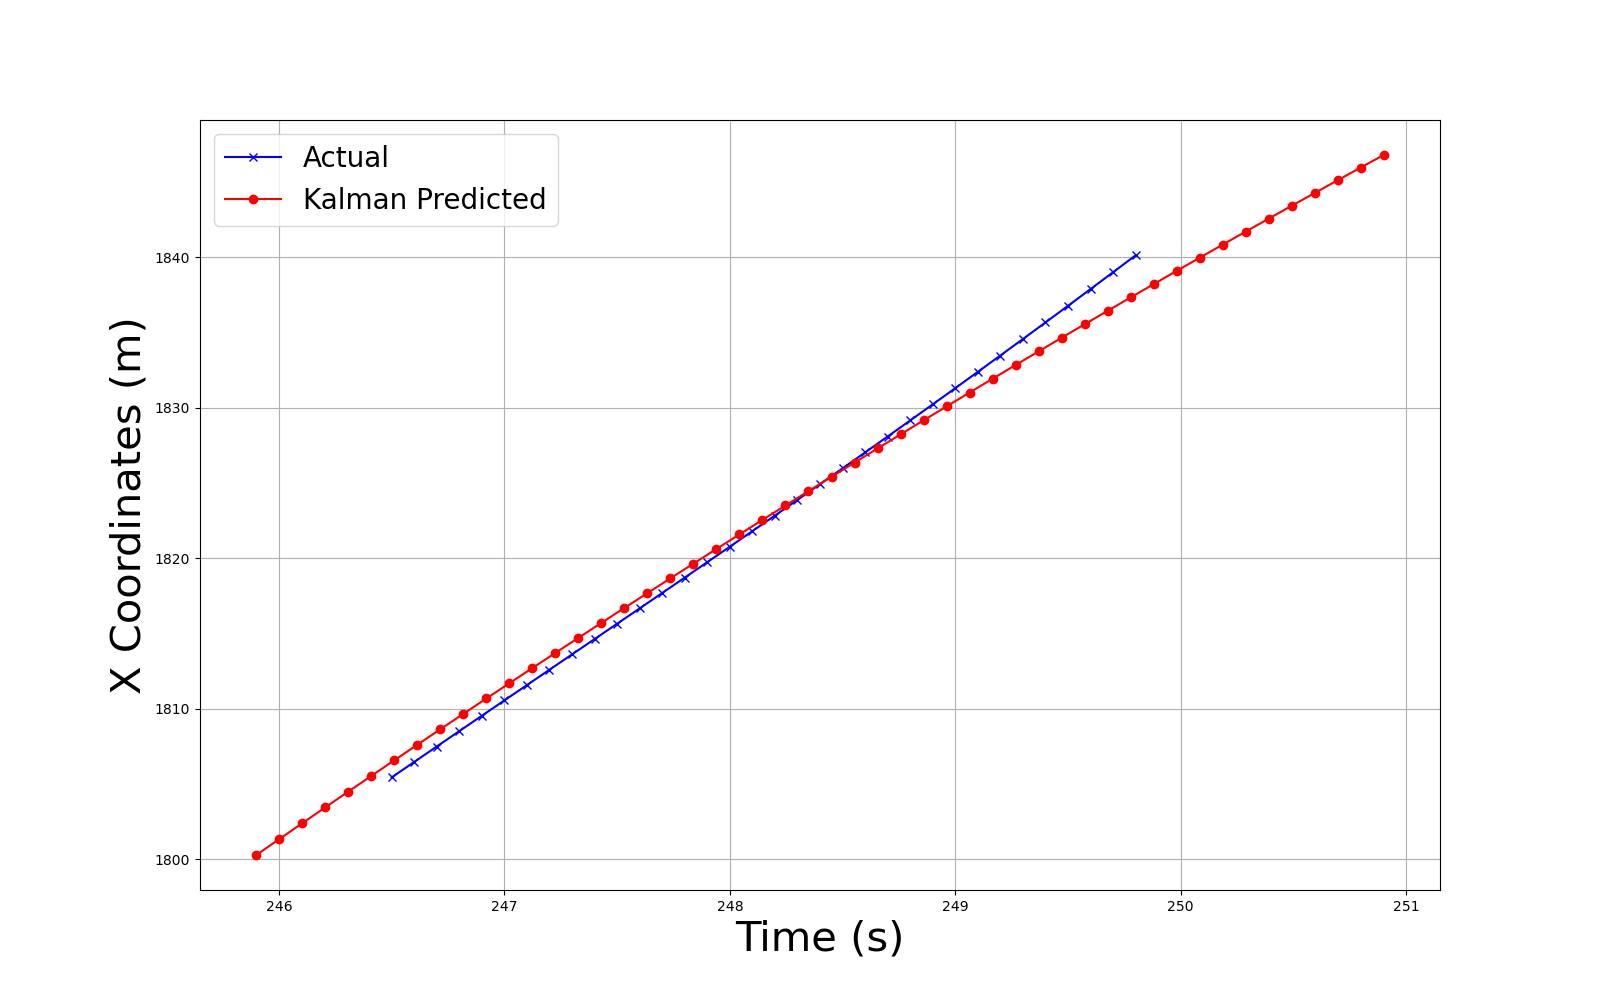 Actual
Kalman Predicted
1840
1830
1820
1810
1800
X Coordinates (m)
246 247 248 249 250 251
Time (s)